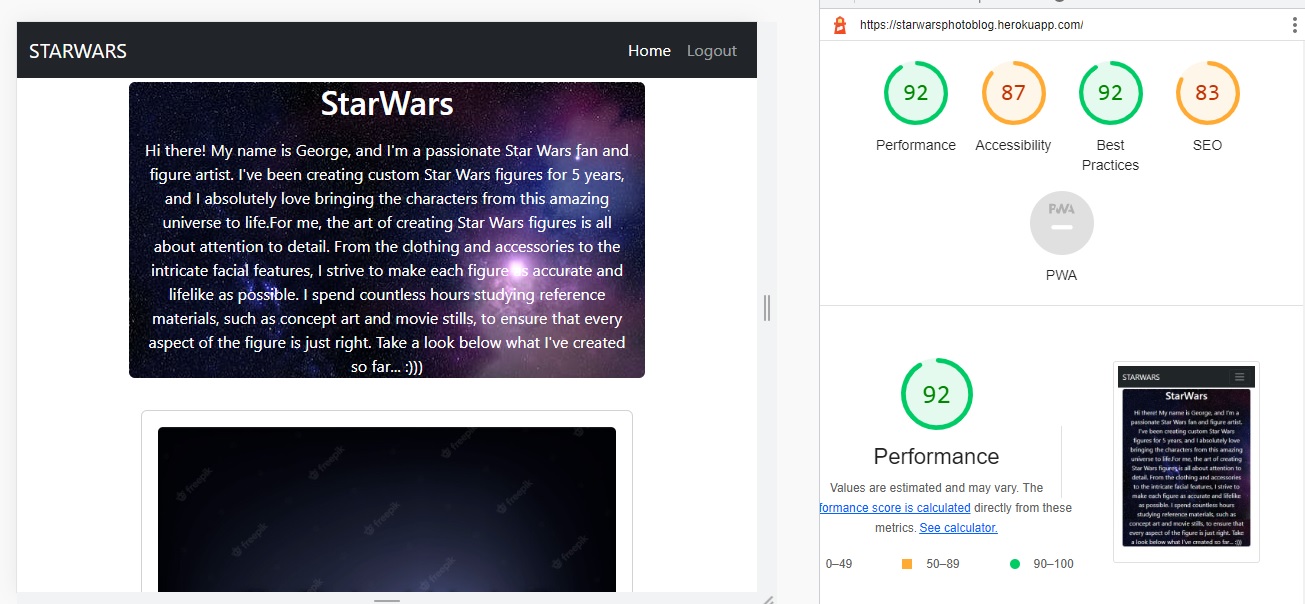 STARWARS
Home Logout
StarWars
Hi there! My name is George, and I'm a passionate Star Wars fan and
figure artist. I've been creating custom Star Wars figures for 5 years,
and I absolutely love bringing the characters from this amazing
universe to life.For me, the art of creating Star Wars figures is all
about attention to detail. From the clothing and accessories to the
intricate facial features, I strive to make each figure as accurate and
lifelike as possible. I spend countless hours studying reference
materials, such as concept art and movie stills, to ensure that every
aspect of the figure is just right. Take a look below what I've created
so far... :)))
freepik
freepik
freepik
freepik
freepik
freepik
freepik
freepik
https://starwarsphotoblog.herokuapp.com/
92 87 92 83
Performance Accessibility Best Practices SEO
PWA
PWA
92
Performance
Values are estimated and may vary. The
formance score is calculated directly from these
metrics. See calculator.
0–49 50–89 90–100
STARWARS
StarWars
Hi there! My name is George, and I'm a
passionate Star Wars fan and figure artist.
I've been creating custom Star Wars
figures for 5 years, and I absolutely love
bringing the characters from this amazing
universe to life.For me, the art of creating
Star Wars figures is all about attention to
detail. From the clothing and accessories
to the intricate facial features, I strive to
make each figure as accurate and lifelike
as possible. I spend countless hours
studying reference materials, such as
concept art and movie stills, to ensure that
every aspect of the figure is just right. Take
a look below what I've created so far... :)))